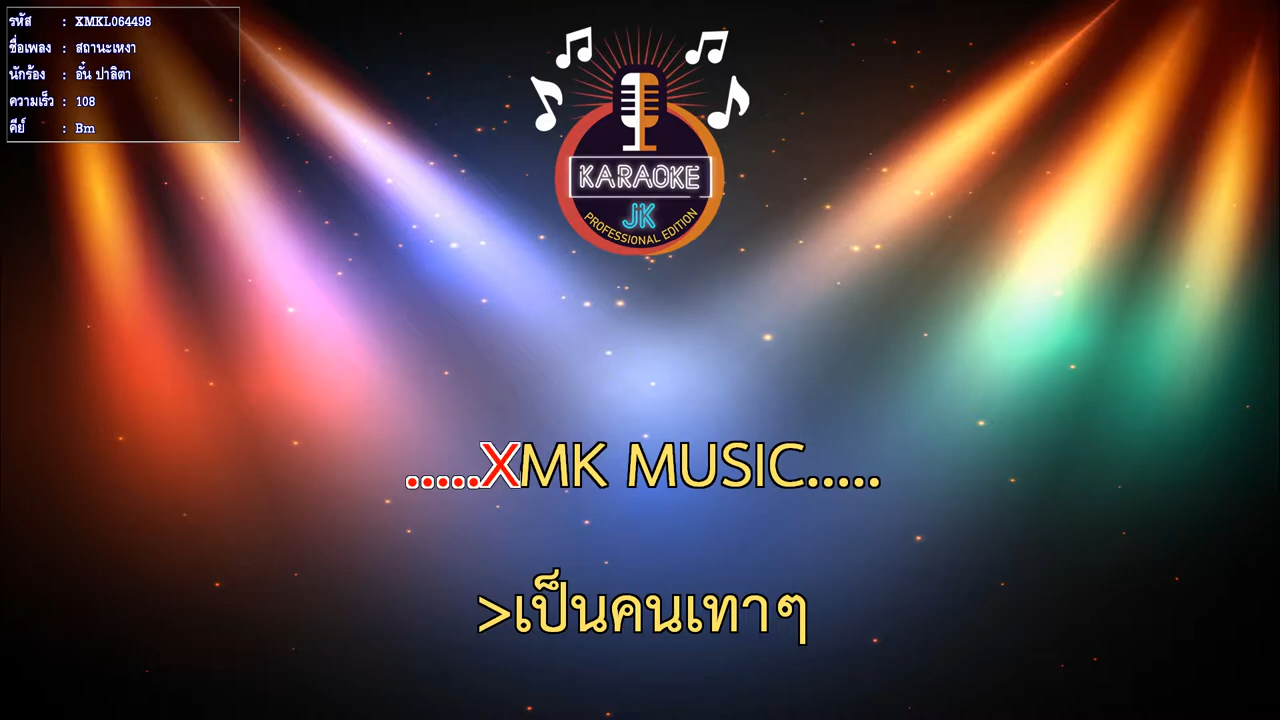 รหัส : XMKL064498
ชื่อเพลง : สถานะเหงา
นักร้อง : อั๋น ปาลิตา
ความเร็ว : 108
คีย์ : Bm
KARAOKE
JK
PROFESSIONAL EDITION
.....XMK MUSIC.....
>เป็นคนเทาๆ